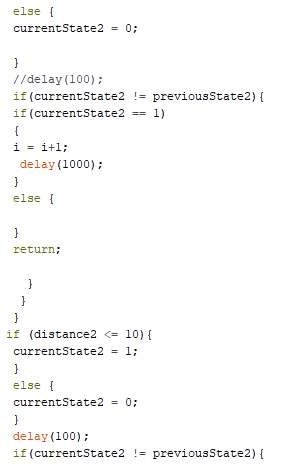 else {
currentState2 = 0;
}
//delay(100);
if(currentState2 != previousState2){
if(currentState2 == 1)
{
i = i+1;
delay(1000);
}
else {
}
return;
}
}
}
if (distance2 <= 10){
currentState2 = 1;
}
else {
currentState2 = 0;
}
delay(100);
if(currentState2 != previousState2){